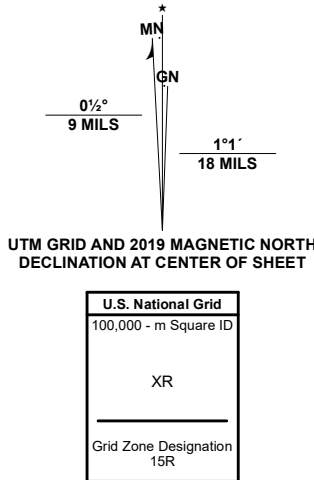 ★
MN
GN
0½°
9 MILS
1°1´
18 MILS
UTM GRID AND 2019 MAGNETIC NORTH
DECLINATION AT CENTER OF SHEET
U.S. National Grid
100,000 - m Square ID
XR
Grid Zone Designation
15R